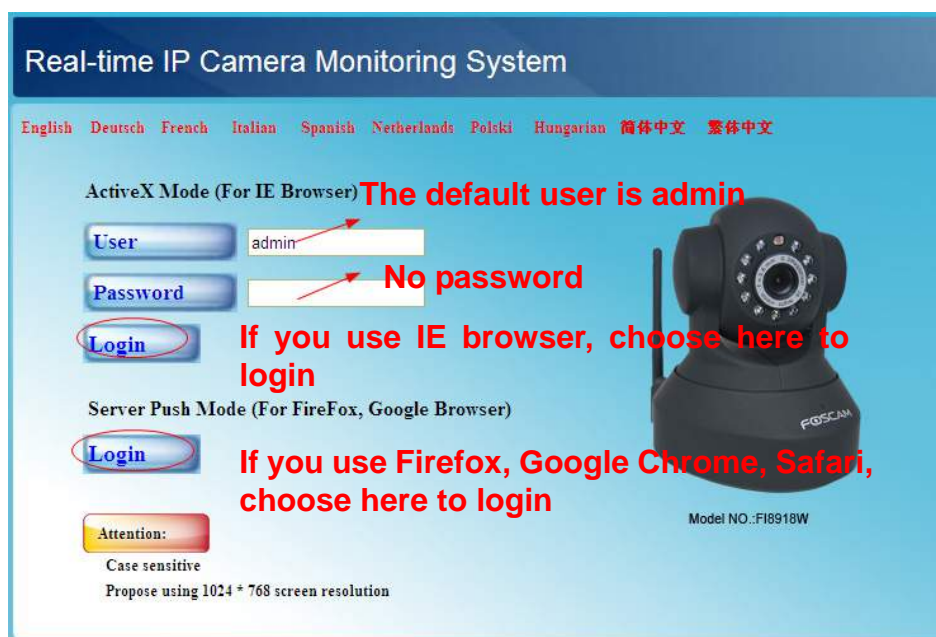 Real-time IP Camera Monitoring System
English Deutsch French Italian Spanish Netherlands Polski Hungarian 简体中文 繁体中文
ActiveX Mode (For IE Browser)
The default user is admin
User
admin
No password
Password
Login
If you use IE browser, choose here to
login
Server Push Mode (For FireFox, Google Browser)
FOSCAM
Login
If you use Firefox, Google Chrome, Safari,
choose here to login
Model NO.:FI8918W
Attention:
Case sensitive
Propose using 1024 * 768 screen resolution